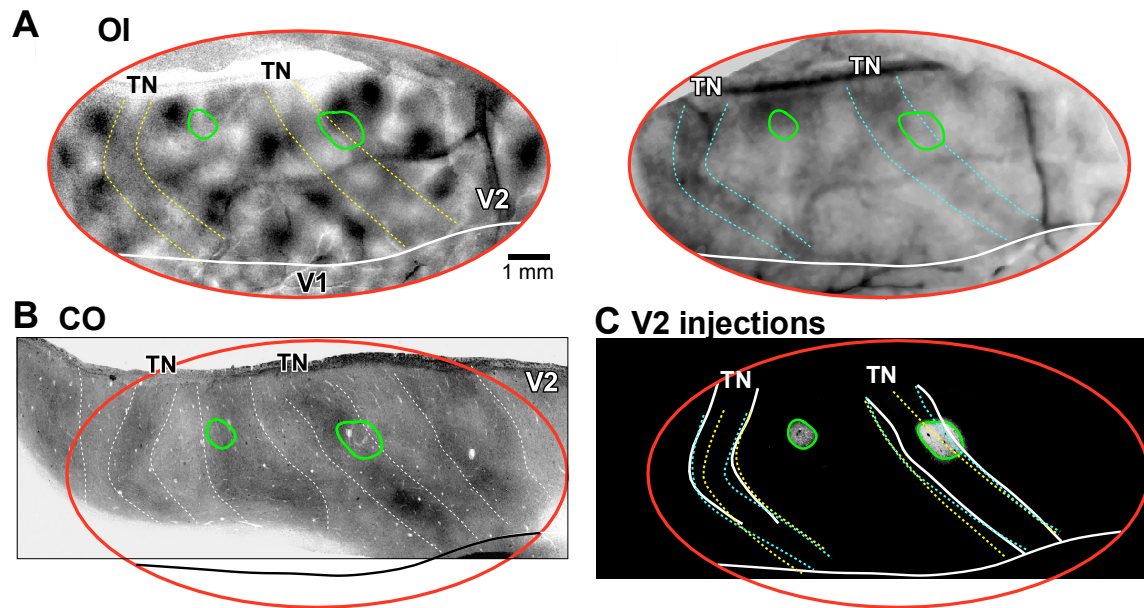 A OI
TN
TN
V2
V1
1 mm
TN
TN
B CO
TN
TN
V2
C V2 injections
TN
TN